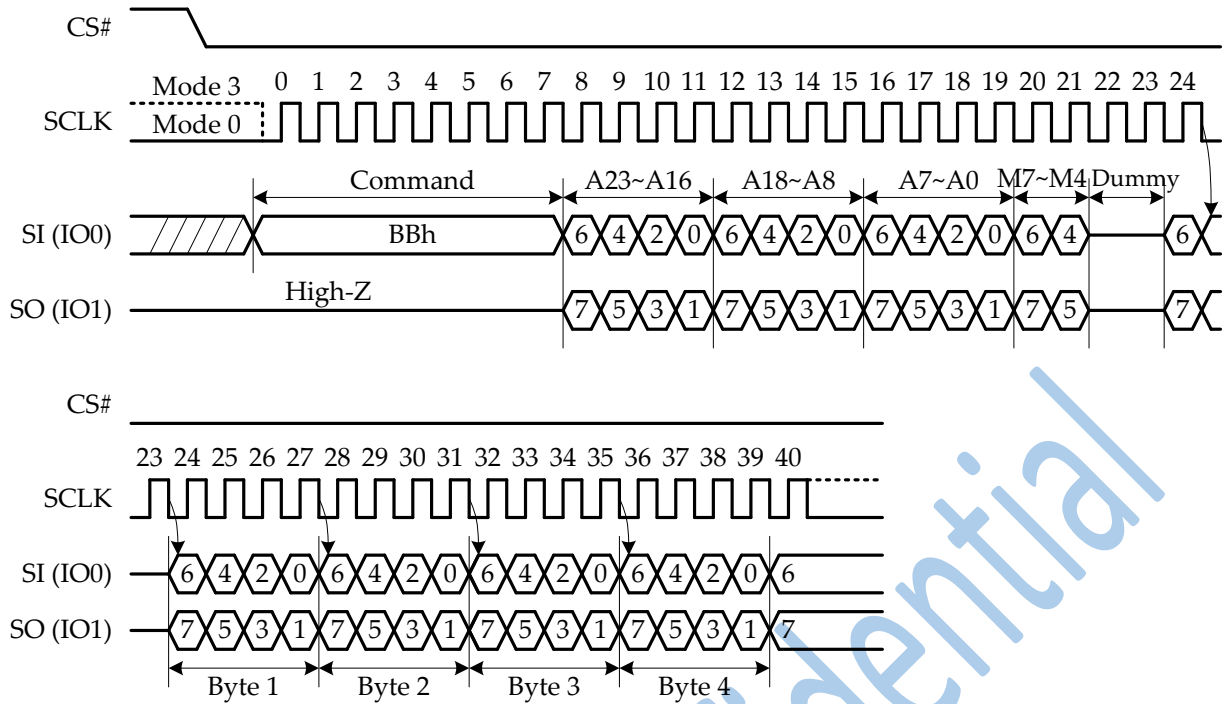 CS#
0 1 2 3 4 5 6 7 8 9 10 11 12 13 14 15 16 17 18 19 20 21 22 23 24
Mode 3
SCLK
Mode 0
Command A23~A16 A18~A8 A7~A0 M7~M4 Dummy
SI (IO0) BBh 6 4 2 0 6 4 2 0 6 4 2 0 6 4 6
High-Z
SO (IO1) 7 5 3 1 7 5 3 1 7 5 3 1 7 5 7
CS#
23 24 25 26 27 28 29 30 31 32 33 34 35 36 37 38 39 40
SCLK
SI (IO0) 6 4 2 0 6 4 2 0 6 4 2 0 6 4 2 0 6
SO (IO1) 7 5 3 1 7 5 3 1 7 5 3 1 7 5 3 1 7
Byte 1 Byte 2 Byte 3 Byte 4